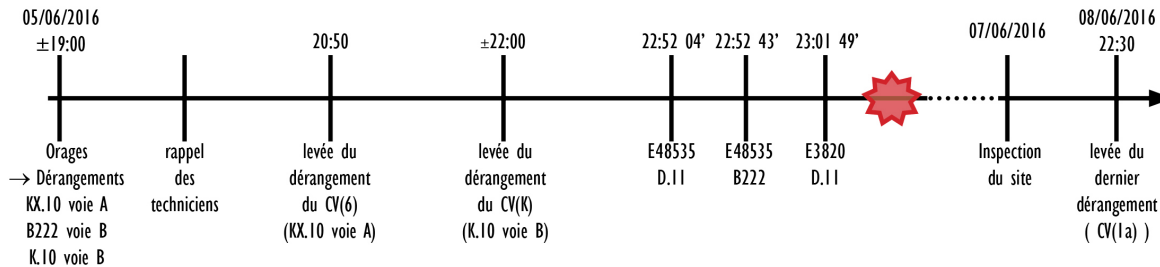 05/06/2016
±19:00
Orages
→ Dérangements
KX.10 voie A
B222 voie B
K.10 voie B
rappel
des
techniciens
20:50
levée du
dérangement
du CV(6)
(KX.10 voie A)
±22:00
levée du
dérangement
du CV(K)
(K.10 voie B)
22:52 04’
E48535
D.11
22:52 43’
E48535
B222
23:01 49’
E3820
D.11
07/06/2016
Inspection
du site
08/06/2016
22:30
levée du
dernier
dérangement
( CV(1a) )